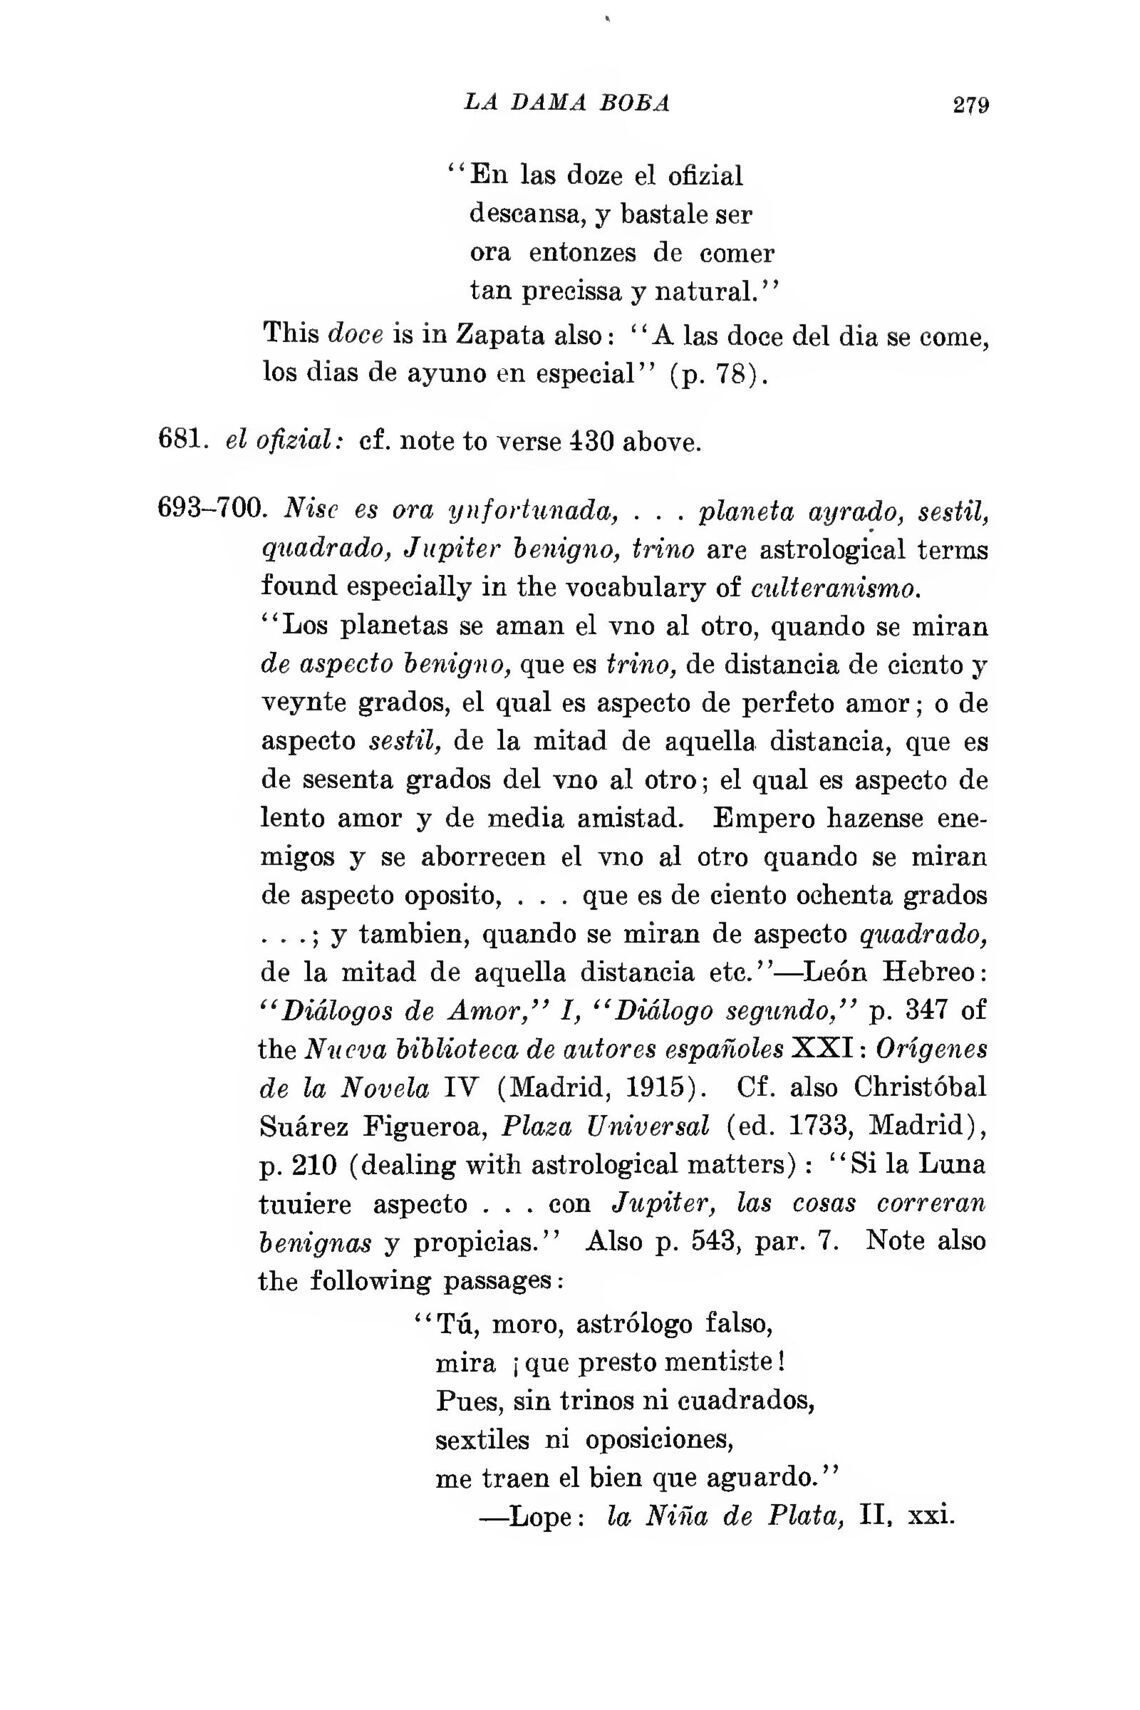 LA DAMA BOBA 279
“En las doze el ofizial
descansa, y bastale ser
ora entonzes de comer
tan precissa y natural.”
This doce is in Zapata also: “A las doce del dia se come,
los dias de ayuno en especial” (p. 78).
681. el ofizial: cf. note to verse 430 above.
693–700. Nise es ora ynfortunada, . . . planeta ayrado, sestil,
quadrado, Jupiter benigno, trino are astrological terms
found especially in the vocabulary of culteranismo.
“Los planetas se aman el vno al otro, quando se miran
de aspecto benigno, que es trino, de distancia de ciento y
veynte grados, el qual es aspecto de perfeto amor; o de
aspecto sestil, de la mitad de aquella distancia, que es
de sesenta grados del vno al otro; el qual es aspecto de
lento amor y de media amistad. Empero hazense ene-
migos y se aborrecen el vno al otro quando se miran
de aspecto oposito, . . . que es de ciento ochenta grados
. . .; y tambien, quando se miran de aspecto quadrado,
de la mitad de aquella distancia etc.”—León Hebreo:
“Diálogos de Amor,” I, “Diálogo segundo,” p. 347 of
the Nueva biblioteca de autores españoles XXI: Orígenes
de la Novela IV (Madrid, 1915). Cf. also Christóbal
Suárez Figueroa, Plaza Universal (ed. 1733, Madrid),
p. 210 (dealing with astrological matters): “Si la Luna
tuuiere aspecto . . . con Jupiter, las cosas correran
benignas y propicias.” Also p. 543, par. 7. Note also
the following passages:
“Tú, moro, astrólogo falso,
mira ¡que presto mentiste!
Pues, sin trinos ni cuadrados,
sextiles ni oposiciones,
me traen el bien que aguardo.”
—Lope: la Niña de Plata, II, xxi.